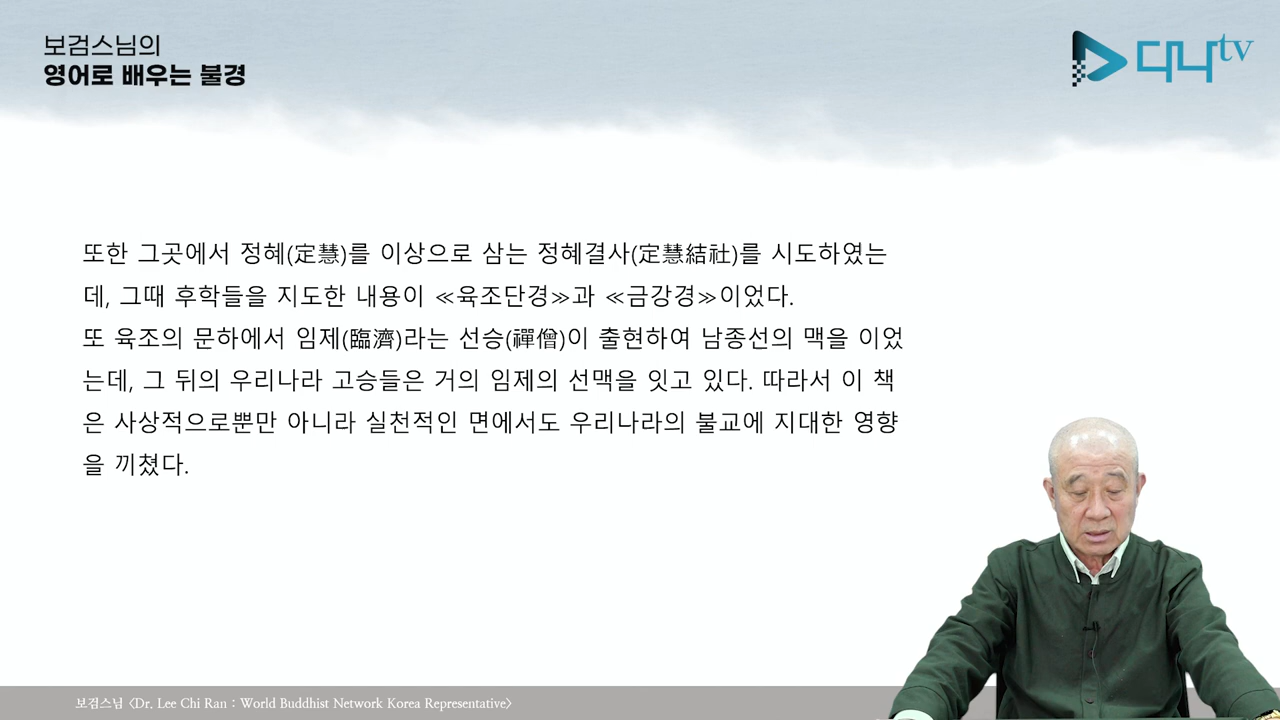 보검스님의
영어로 배우는 불경
다나tv
또한 그곳에서 정혜(定慧)를 이상으로 삼는 정혜결사(定慧結社)를 시도하였는
데, 그때 후학들을 지도한 내용이 ≪육조단경≫과 ≪금강경≫이었다.
또 육조의 문하에서 임제(臨濟)라는 선승(禪僧)이 출현하여 남종선의 맥을 이었
는데, 그 뒤의 우리나라 고승들은 거의 임제의 선맥을 잇고 있다. 따라서 이 책
은 사상적으로뿐만 아니라 실천적인 면에서도 우리나라의 불교에 지대한 영향
을 끼쳤다.
보검스님 <Dr. Lee Chi Ran : World Buddhist Network Korea Representative>